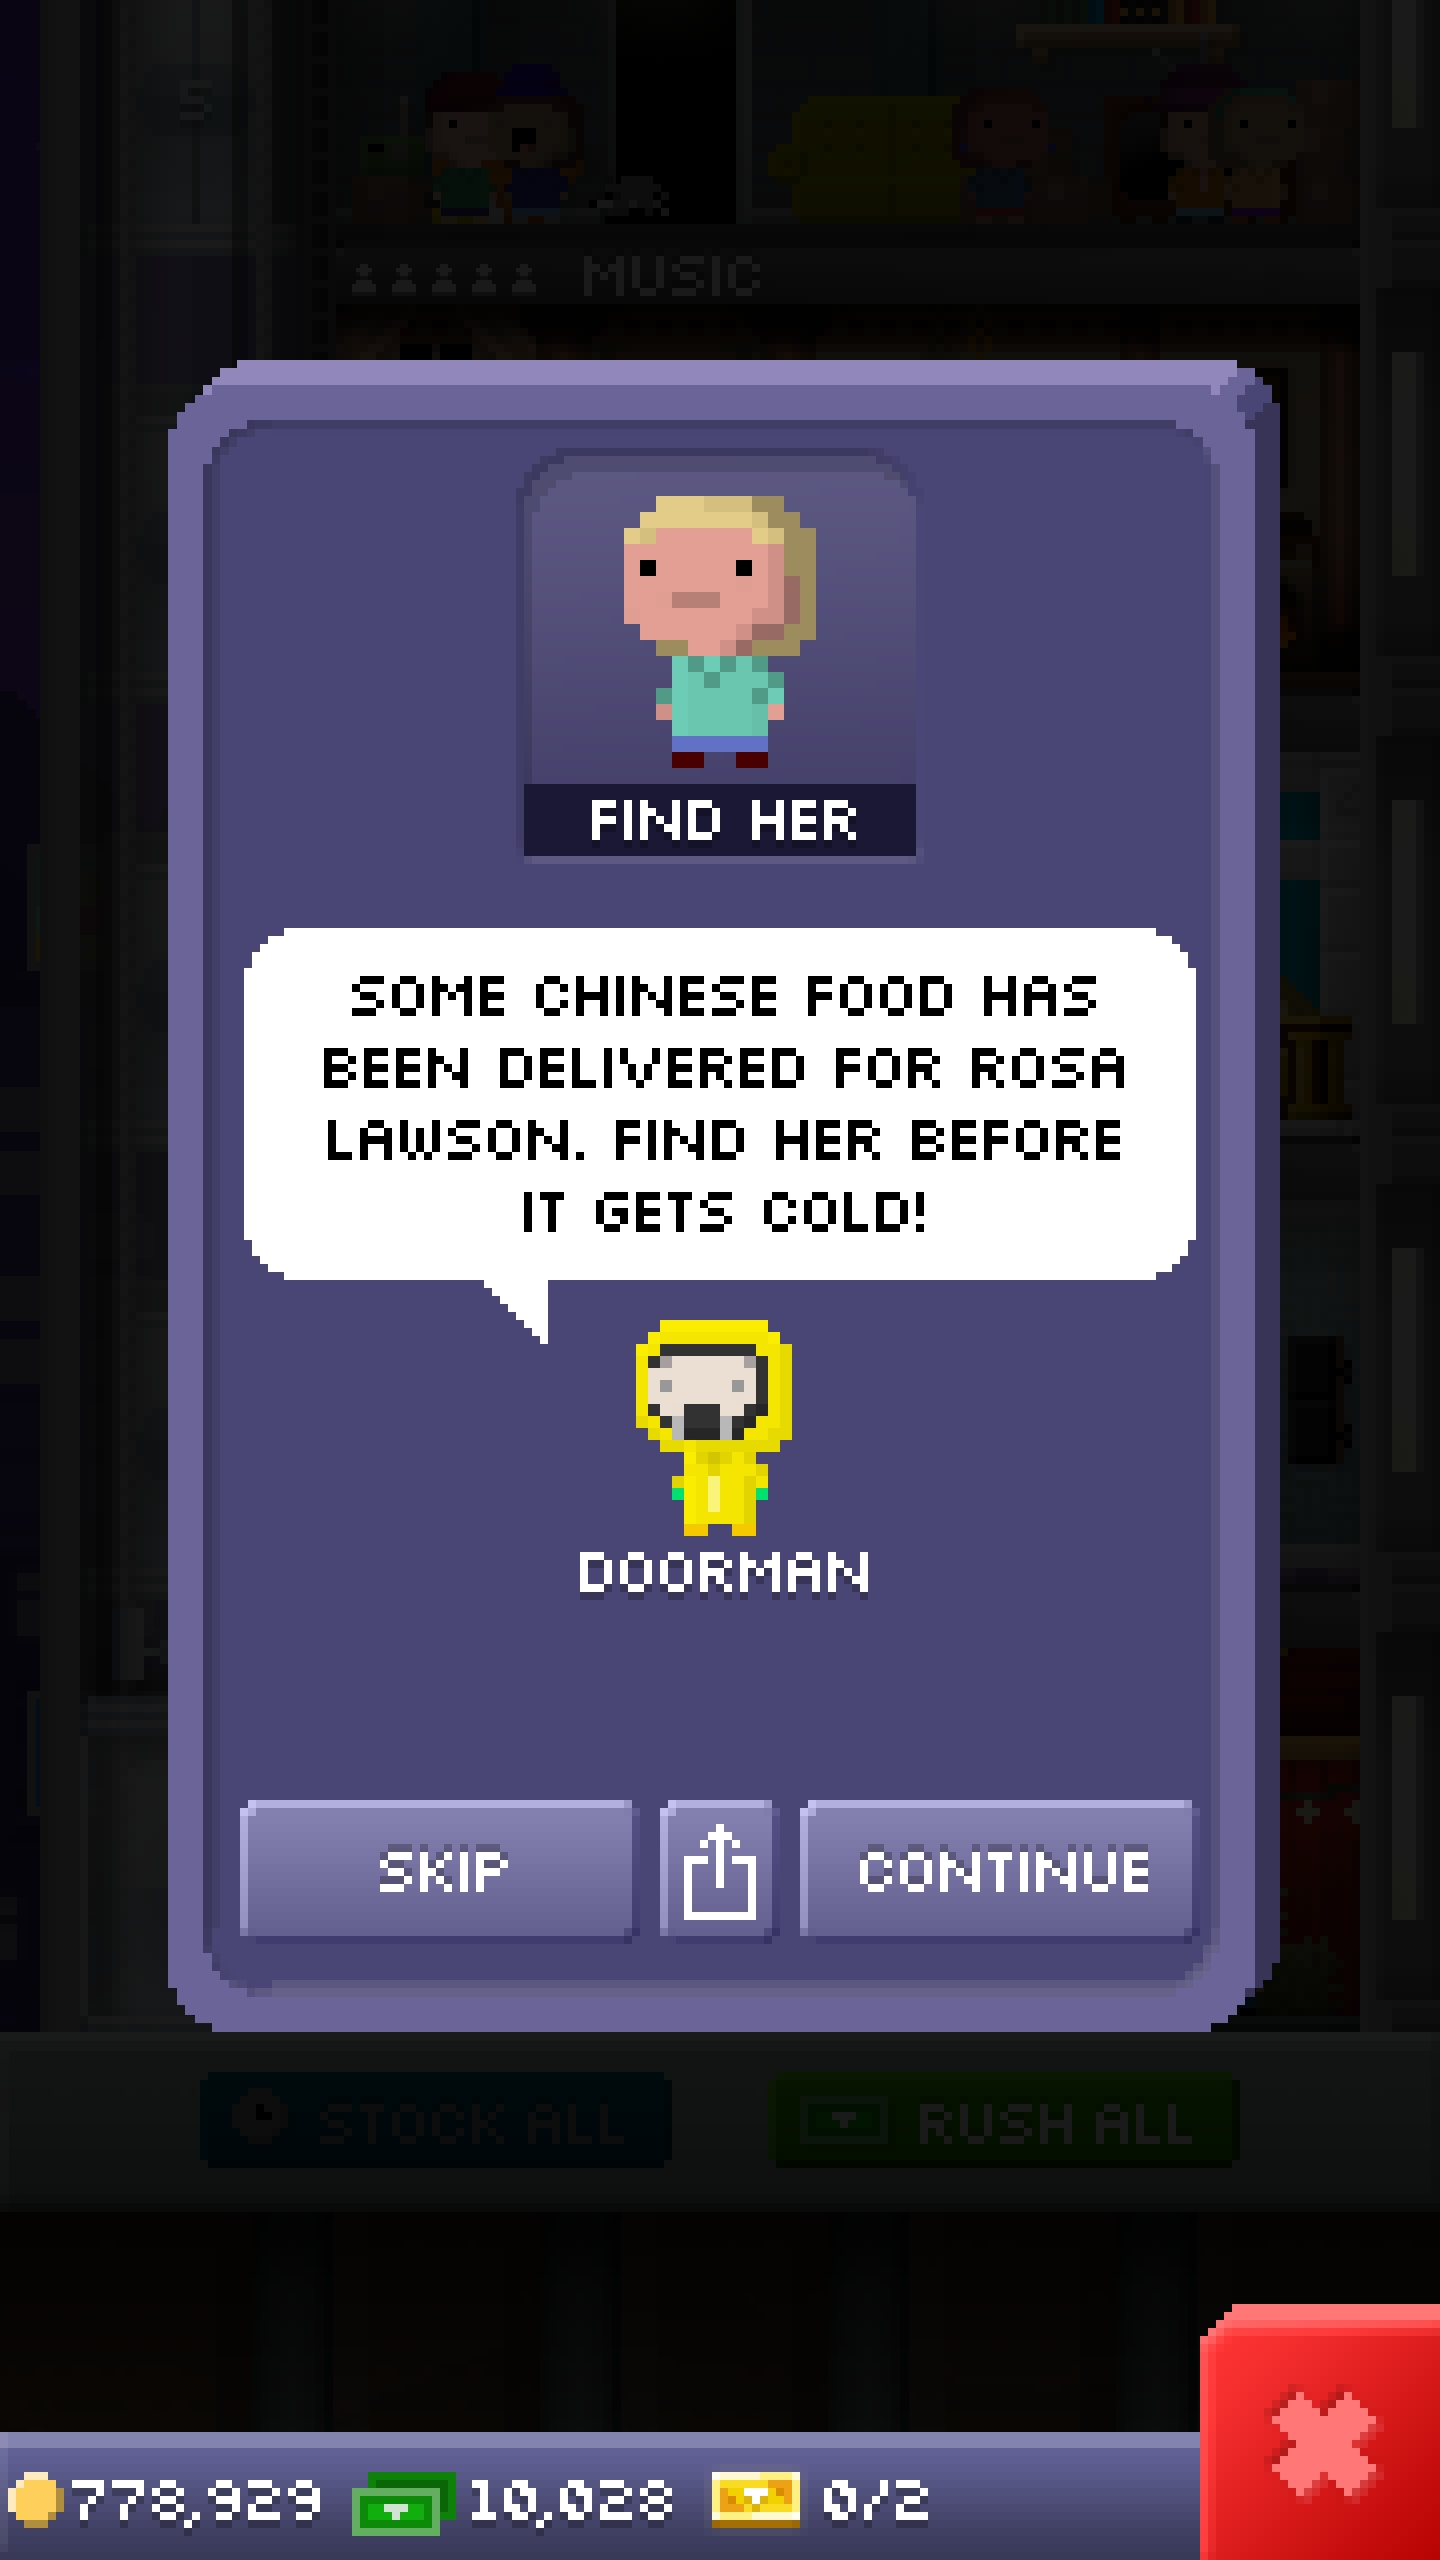 S
MUSIC
FIND HER
SOME CHINESE FOOD HAS
BEEN DELIVERED FOR ROSA
LAWSON. FIND HER BEFORE
IT GETS COLD!
DOORMAN
SKIP
CONTINUE
STOCK ALL
RUSH ALL
778,929
10,028
0/2